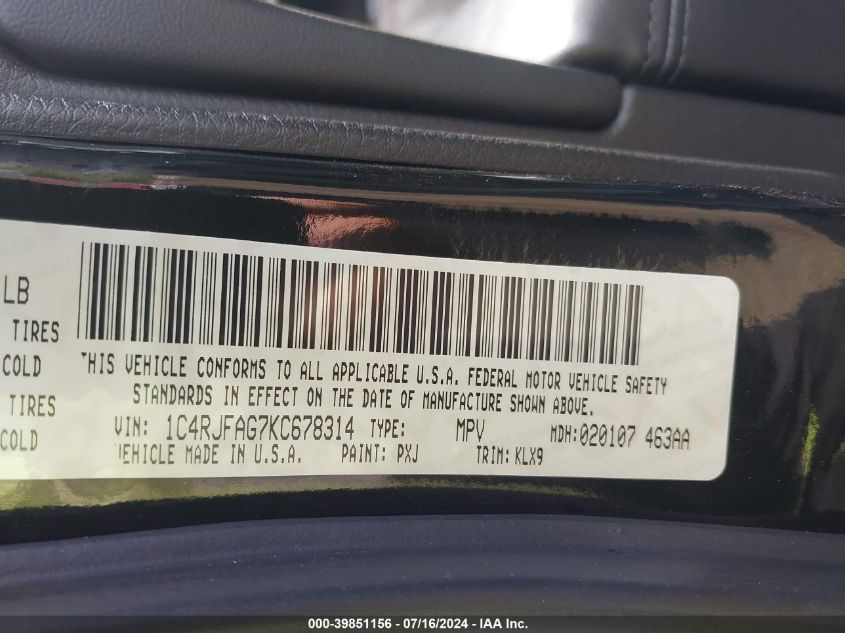 LB
TIRES
COLD
TIRES
COLD
THIS VEHICLE CONFORMS TO ALL APPLICABLE U.S.A. FEDERAL MOTOR VEHICLE SAFETY
STANDARDS IN EFFECT ON THE DATE OF MANUFACTURE SHOWN ABOVE.
VIN: 1C4RJFAG7KC678314 TYPE: MPV MDH:020107 463AA
VEHICLE MADE IN U.S.A. PAINT: PXJ TRIM: KLX9
000-39851156 - 07/16/2024 - IAA Inc.